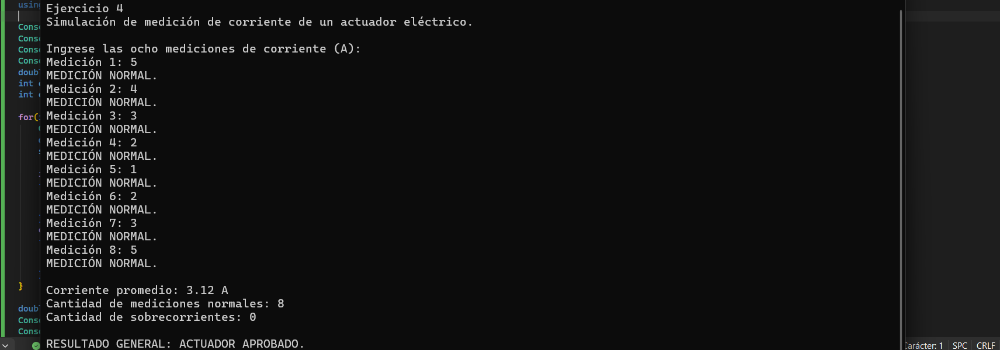 using
Ejercicio 4
Simulación de medición de corriente de un actuador eléctrico.
Ingrese las ocho mediciones de corriente (A):
Medición 1: 5
MEDICIÓN NORMAL.
Medición 2: 4
MEDICIÓN NORMAL.
Medición 3: 3
MEDICIÓN NORMAL.
Medición 4: 2
MEDICIÓN NORMAL.
Medición 5: 1
MEDICIÓN NORMAL.
Medición 6: 2
MEDICIÓN NORMAL.
Medición 7: 3
MEDICIÓN NORMAL.
Medición 8: 5
MEDICIÓN NORMAL.
Corriente promedio: 3.12 A
Cantidad de mediciones normales: 8
Cantidad de sobrecorrientes: 0
RESULTADO GENERAL: ACTUADOR APROBADO.
Cons
Cons
Cons
Cons
doub
int
int
for(
}
doub
Cons
Cons
Carácter: 1 SPC CRLF